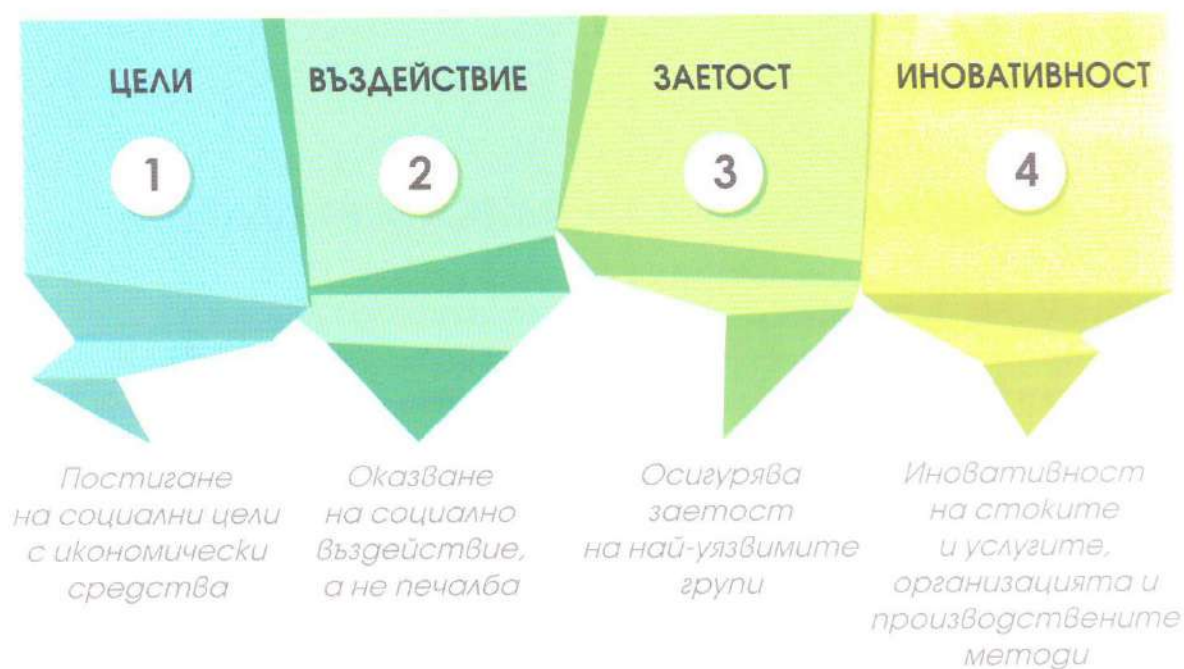 ЦЕЛИ
1
Постигане
на социални цели
с икономически
средства
ВЪЗДЕЙСТВИЕ
2
Оказване
на социално
въздействие,
а не печалба
ЗАЕТОСТ
3
Осигурява
заетост
на най-уязвимите
групи
ИНОВАТИВНОСТ
4
Иновативност
на стоките
и услугите,
организацията и
производствените
методи